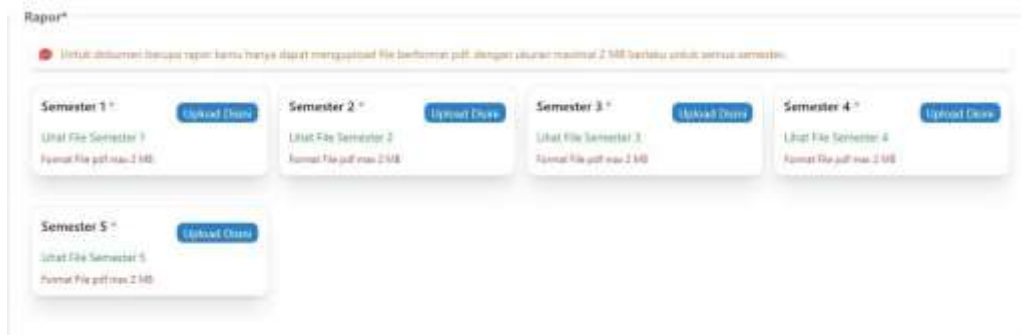 Rapor*
Untuk dokumen berupa rapor kamu hanya dapat mengupload file berformat pdf. dengan ukuran maximal 2 MB berlaku untuk semua semester.
Semester 1 *
Upload Disini
Lihat File Semester 1
Format File pdf max 2 MB
Semester 2 *
Upload Disini
Lihat File Semester 2
Format File pdf max 2 MB
Semester 3 *
Upload Disini
Lihat File Semester 3
Format File pdf max 2 MB
Semester 4 *
Upload Disini
Lihat File Semester 4
Format File pdf max 2 MB
Semester 5 *
Upload Disini
Lihat File Semester 5
Format File pdf max 2 MB